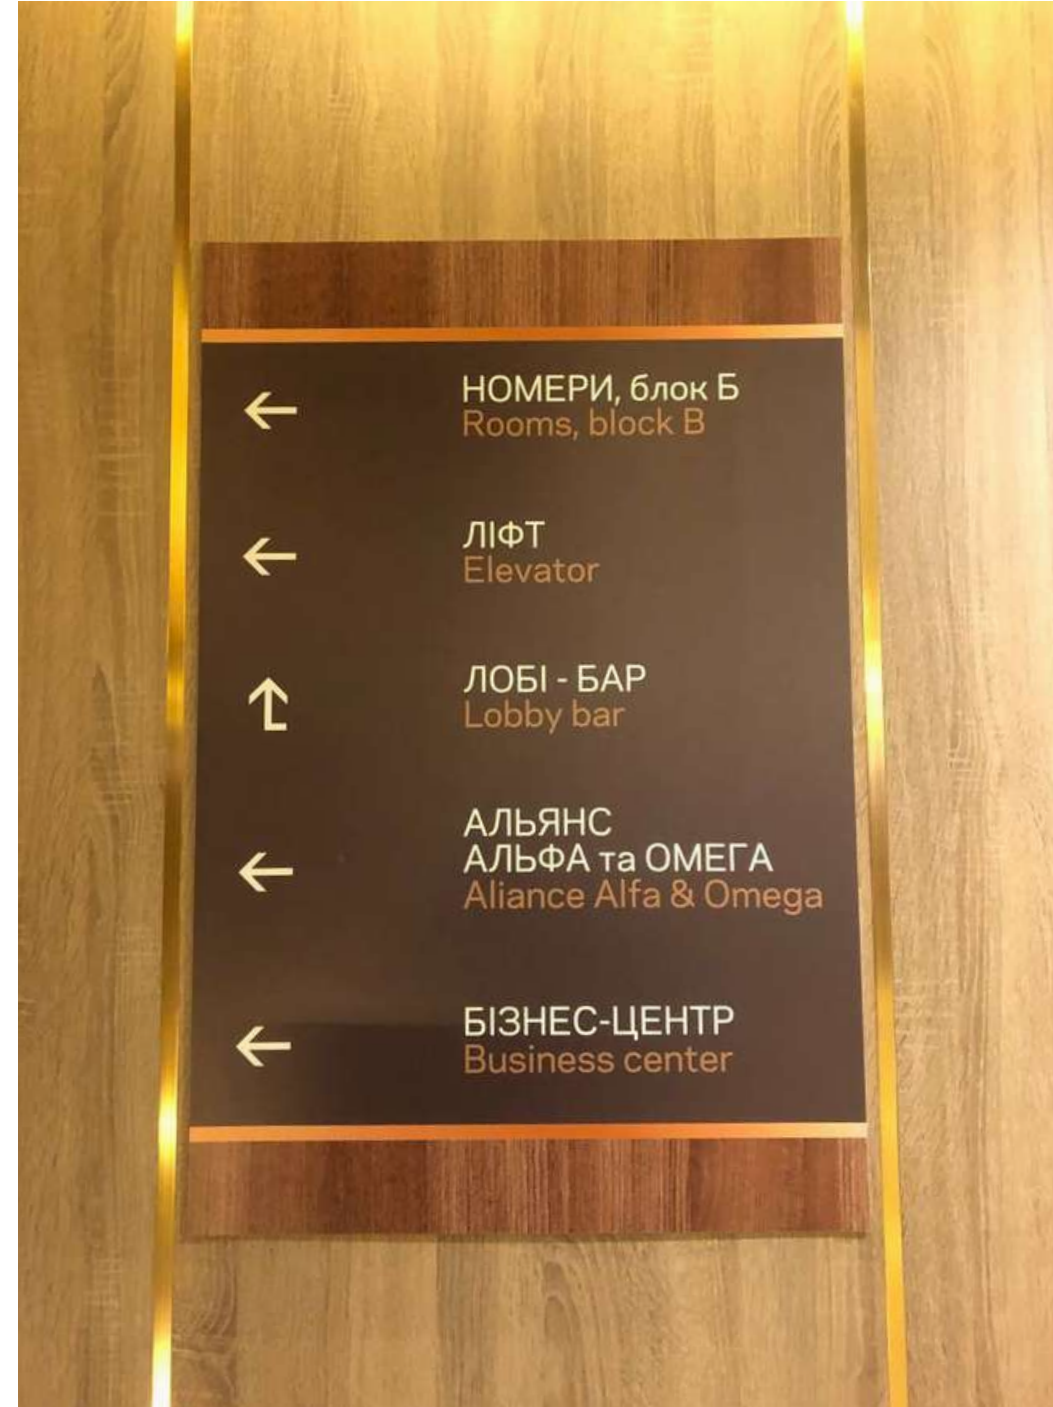 НОМЕРИ, блок Б
Rooms, block B
ЛІФТ
Elevator
ЛОБІ - БАР
Lobby bar
АЛЬЯНС
АЛЬФА та ОМЕГА
Aliance Alfa & Omega
БІЗНЕС-ЦЕНТР
Business center